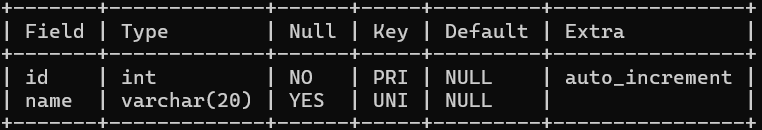 +-------+-------------+------+-----+---------+----------------+
| Field | Type        | Null | Key | Default | Extra          |
+-------+-------------+------+-----+---------+----------------+
| id    | int         | NO   | PRI | NULL    | auto_increment |
| name  | varchar(20) | YES  | UNI | NULL    |                |
+-------+-------------+------+-----+---------+----------------+